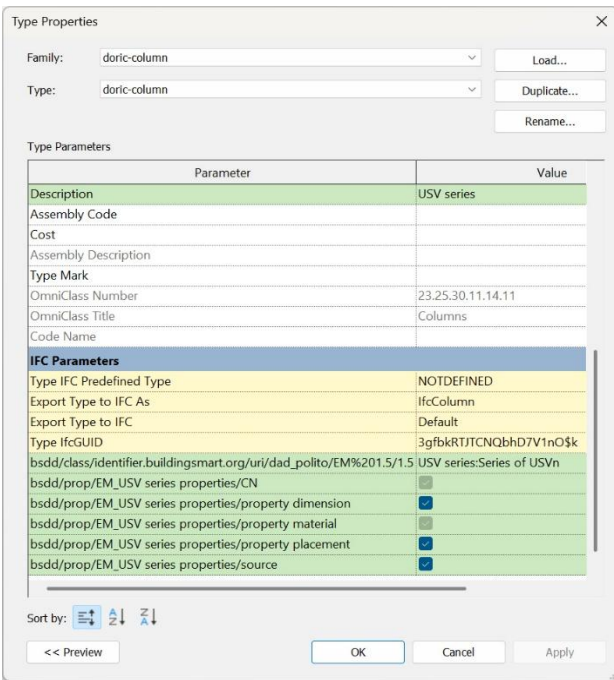 Type Properties
Family: doric-column Load...
Type: doric-column Duplicate...
Rename...
Type Parameters
Parameter Value
Description USV series
Assembly Code
Cost
Assembly Description
Type Mark
OmniClass Number 23.25.30.11.14.11
OmniClass Title Columns
Code Name
IFC Parameters
Type IFC Predefined Type NOTDEFINED
Export Type to IFC As IfcColumn
Export Type to IFC Default
Type IfcGUID 3gfbkRTJTCNQbhD7V1nO$k
bsdd/class/identifier.buildingsmart.org/uri/dad_polito/EM%201.5/1.5 USV series:Series of USVn
bsdd/prop/EM_USV series properties/CN
bsdd/prop/EM_USV series properties/property dimension
bsdd/prop/EM_USV series properties/property material
bsdd/prop/EM_USV series properties/property placement
bsdd/prop/EM_USV series properties/source
Sort by:
<< Preview OK Cancel Apply